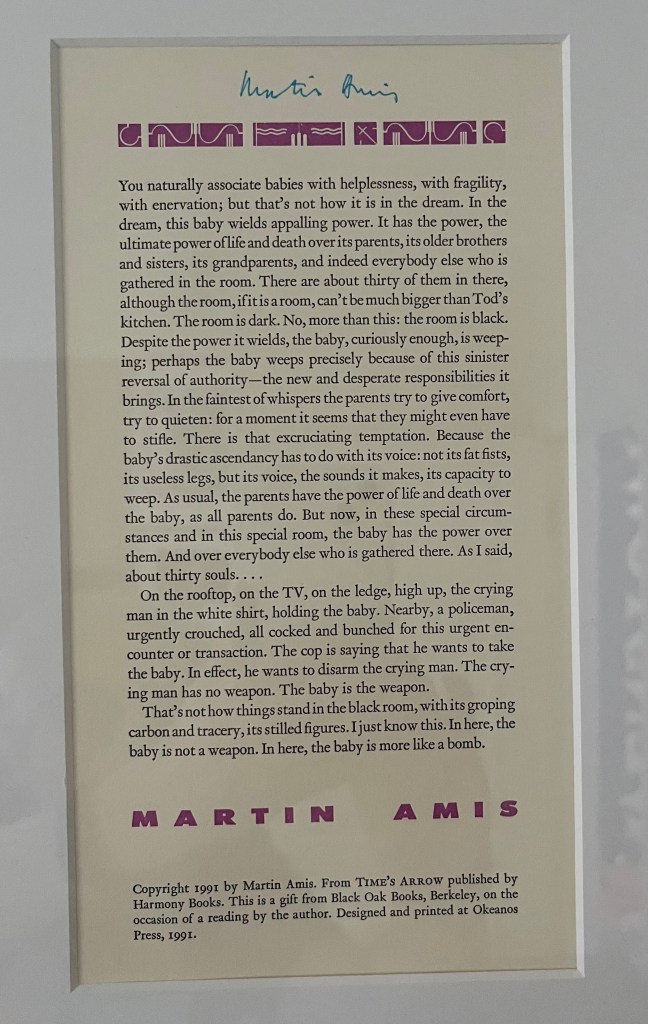 Martin Amis
You naturally associate babies with helplessness, with fragility,
with enervation; but that's not how it is in the dream. In the
dream, this baby wields appalling power. It has the power, the
ultimate power of life and death over its parents, its older brothers
and sisters, its grandparents, and indeed everybody else who is
gathered in the room. There are about thirty of them in there,
although the room, if it is a room, can't be much bigger than Tod's
kitchen. The room is dark. No, more than this: the room is black.
Despite the power it wields, the baby, curiously enough, is weep-
ing; perhaps the baby weeps precisely because of this sinister
reversal of authority—the new and desperate responsibilities it
brings. In the faintest of whispers the parents try to give comfort,
try to quieten: for a moment it seems that they might even have
to stifle. There is that excruciating temptation. Because the
baby's drastic ascendancy has to do with its voice: not its fat fists,
its useless legs, but its voice, the sounds it makes, its capacity to
weep. As usual, the parents have the power of life and death over
the baby, as all parents do. But now, in these special circum-
stances and in this special room, the baby has the power over
them. And over everybody else who is gathered there. As I said,
about thirty souls. . . .
On the rooftop, on the TV, on the ledge, high up, the crying
man in the white shirt, holding the baby. Nearby, a policeman,
urgently crouched, all cocked and bunched for this urgent en-
counter or transaction. The cop is saying that he wants to take
the baby. In effect, he wants to disarm the crying man. The cry-
ing man has no weapon. The baby is the weapon.
That's not how things stand in the black room, with its groping
carbon and tracery, its stilled figures. I just know this. In here, the
baby is not a weapon. In here, the baby is more like a bomb.
MARTIN AMIS
Copyright 1991 by Martin Amis. From TIME'S ARROW published by
Harmony Books. This is a gift from Black Oak Books, Berkeley, on the
occasion of a reading by the author. Designed and printed at Okeanos
Press, 1991.